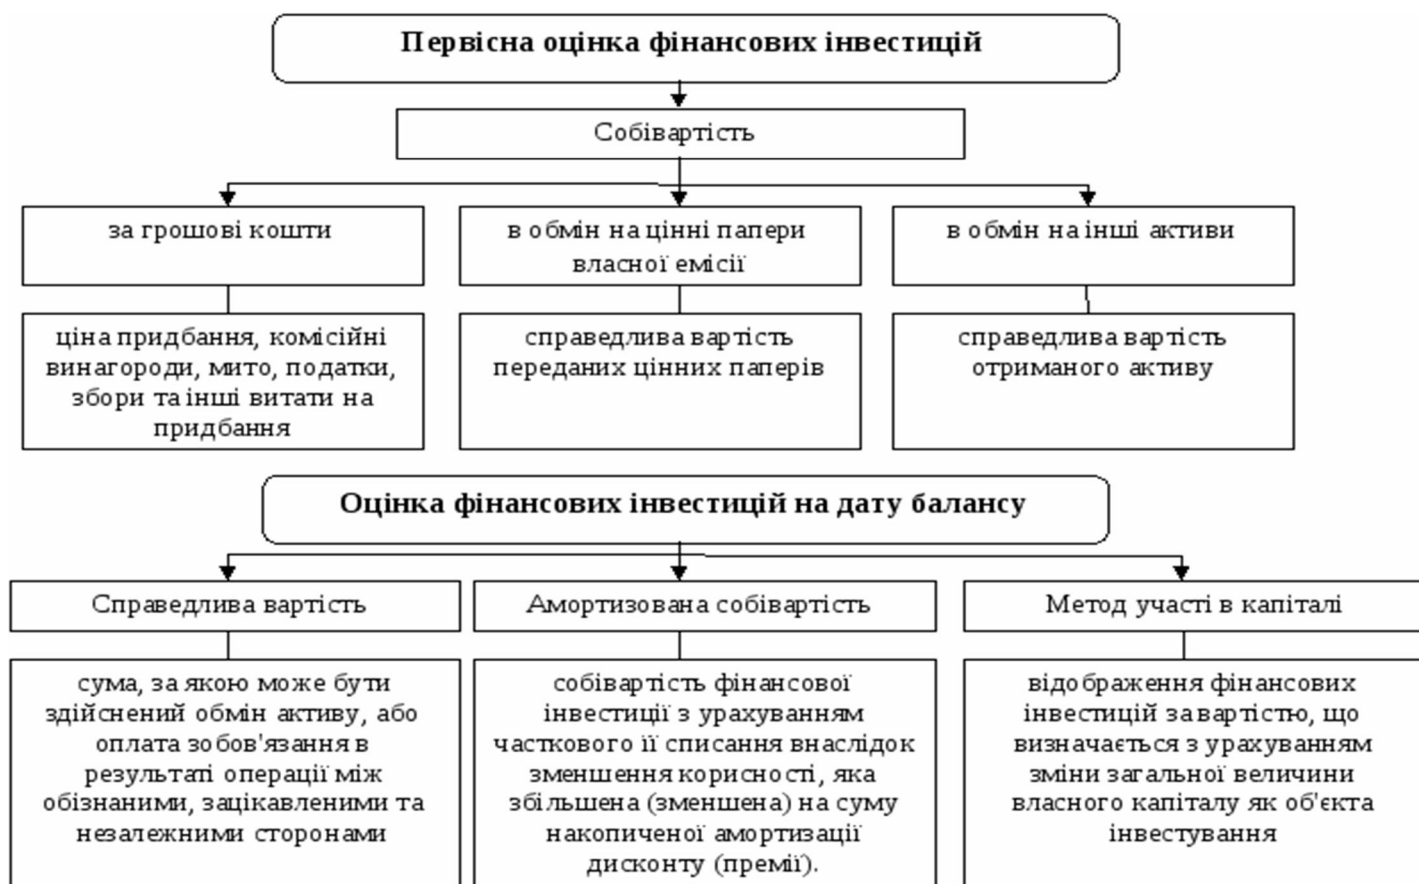 Первісна оцінка фінансових інвестицій
Собівартість
за грошові кошти
в обмін на цінні папери
власної емісії
в обмін на інші активи
ціна придбання, комісійні
винагороди, мито, податки,
збори та інші витати на
придбання
справедлива вартість
переданих цінних паперів
справедлива вартість
отриманого активу
Оцінка фінансових інвестицій на дату балансу
Справедлива вартість
Амортизована собівартість
Метод участі в капіталі
сума, за якою може бути
здійснений обмін активу, або
оплата зобов'язання в
результаті операції між
обізнаними, зацікавленими та
незалежними сторонами
собівартість фінансової
інвестиції з урахуванням
часткового її списання внаслідок
зменшення корисності, яка
збільшена (зменшена) на суму
накопиченої амортизації
дисконту (премії).
відображення фінансових
інвестицій за вартістю, що
визначається з урахуванням
зміни загальної величини
власного капіталу як об'єкта
інвестування